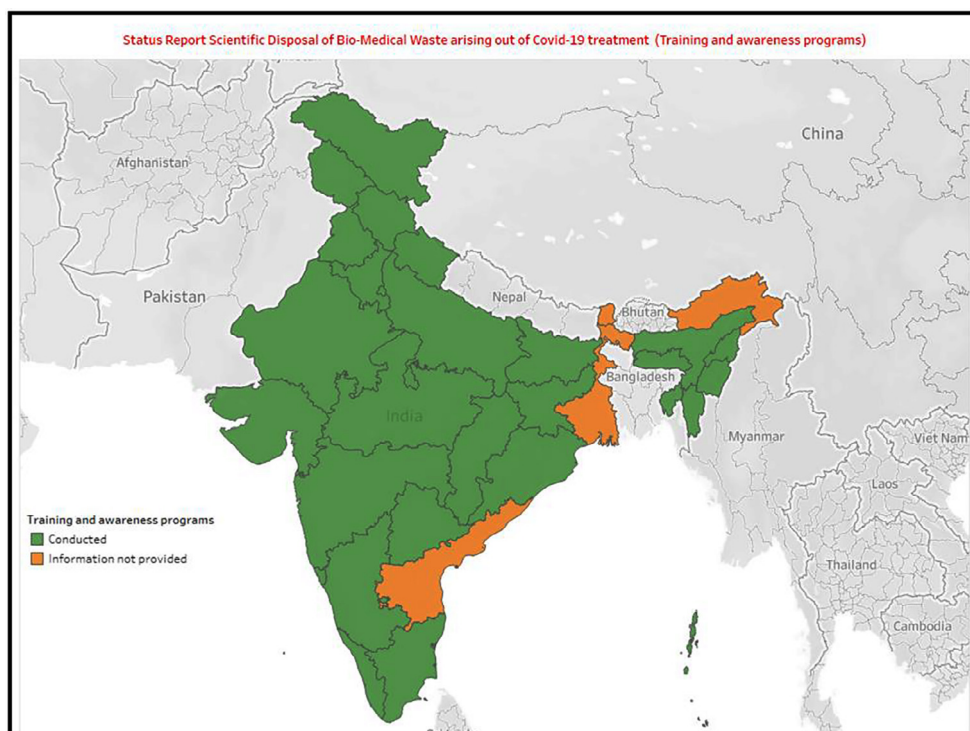 Status Report Scientific Disposal of Bio-Medical Waste arising out of Covid-19 treatment (Training and awareness programs)
China
Afghanistan
Pakistan
Nepal
Bhutan
Bangladesh
India
Myanmar
Viet Nam
Laos
Training and awareness programs
Conducted
Information not provided
Thailand
Cambodia